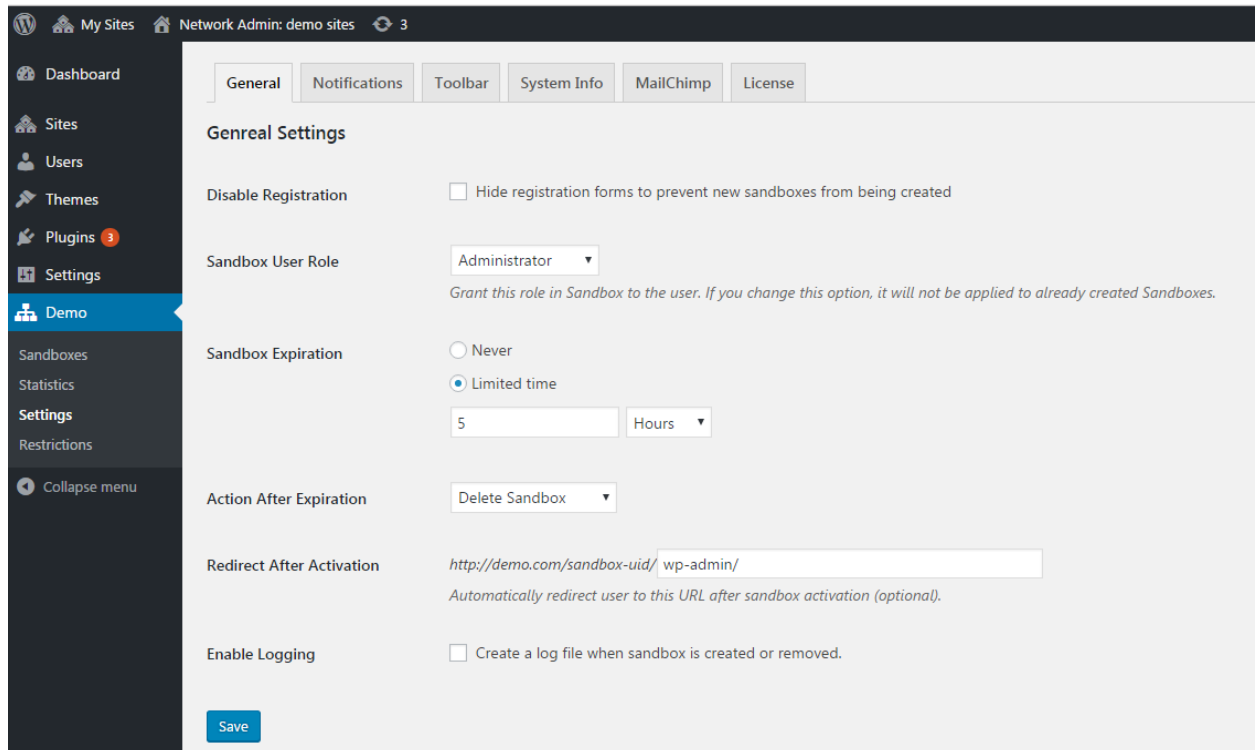 My Sites Network Admin: demo sites 3
Dashboard
Sites
Users
Themes
Plugins 3
Settings
Demo
Sandboxes
Statistics
Settings
Restrictions
Collapse menu
General Notifications Toolbar System Info MailChimp License
Genreal Settings
Disable Registration Hide registration forms to prevent new sandboxes from being created
Sandbox User Role Administrator
Grant this role in Sandbox to the user. If you change this option, it will not be applied to already created Sandboxes.
Sandbox Expiration Never
Limited time
5 Hours
Action After Expiration Delete Sandbox
Redirect After Activation http://demo.com/sandbox-uid/ wp-admin/
Automatically redirect user to this URL after sandbox activation (optional).
Enable Logging Create a log file when sandbox is created or removed.
Save